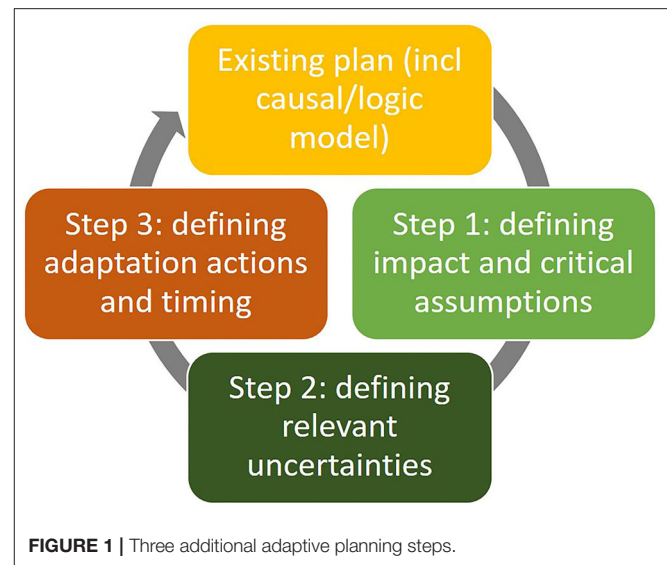 Existing plan (incl
causal/logic
model)
Step 3: defining
adaptation actions
and timing
Step 1: defining
impact and critical
assumptions
Step 2: defining
relevant
uncertainties
FIGURE 1 | Three additional adaptive planning steps.